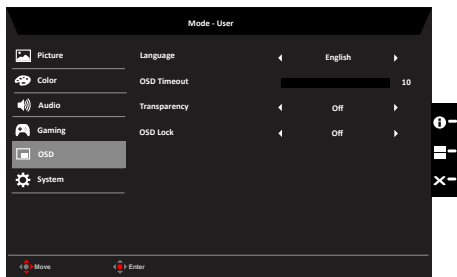 Mode - User
Picture
Language
English
Color
OSD Timeout
10
Audio
Transparency
Off
Gaming
OSD Lock
Off
OSD
System
Move
Enter